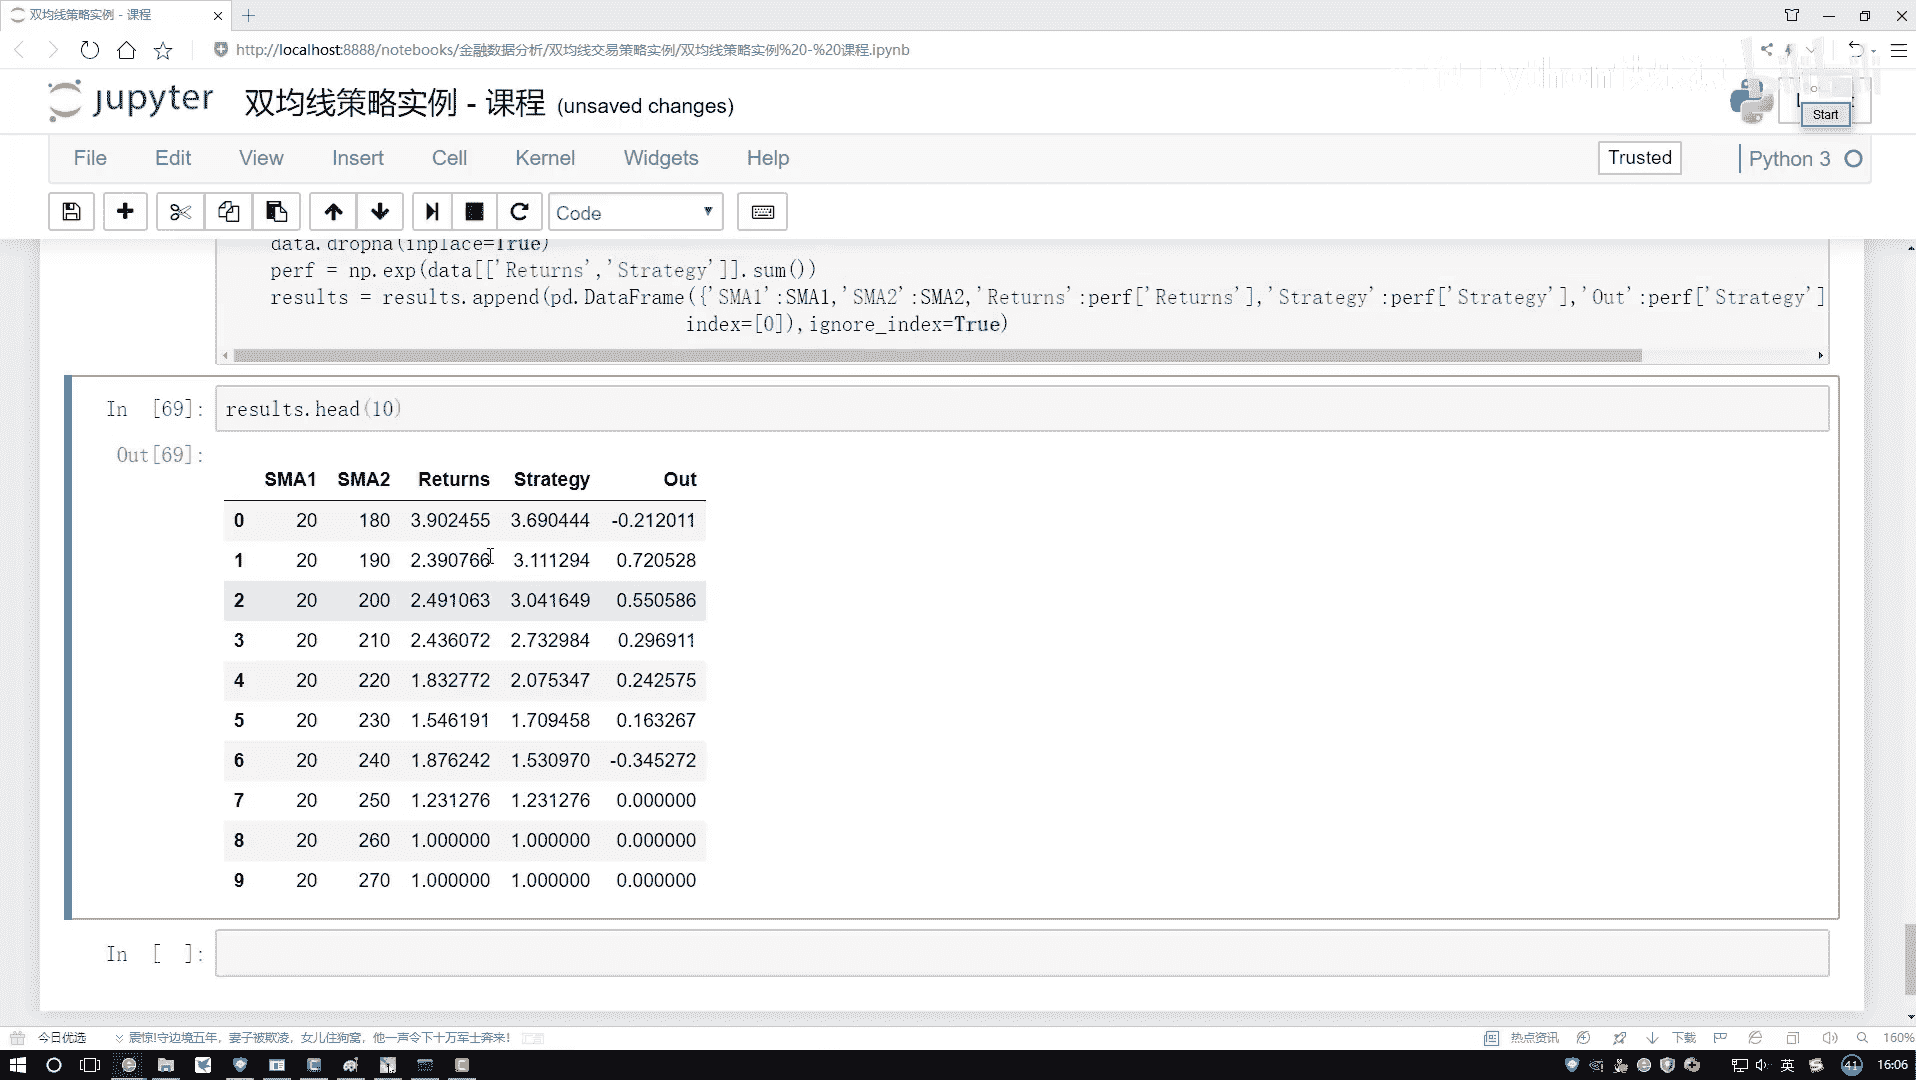 双均线策略实例 - 课程
http://localhost:8888/notebooks/金融数据分析/双均线交易策略实例/双均线策略实例%20-%20课程.ipynb
jupyter 双均线策略实例 - 课程 (unsaved changes)
Start
File Edit View Insert Cell Kernel Widgets Help Trusted Python 3
Code
data.dropna(inplace=True)
perf = np.exp(data[['Returns','Strategy']].sum())
results = results.append(pd.DataFrame({'SMA1':SMA1,'SMA2':SMA2,'Returns':perf['Returns'],'Strategy':perf['Strategy'],'Out':perf['Strategy']
index=[0]),ignore_index=True)
In [69]: results.head(10)
Out[69]:
SMA1 SMA2 Returns Strategy Out
0 20 180 3.902455 3.690444 -0.212011
1 20 190 2.390766 3.111294 0.720528
2 20 200 2.491063 3.041649 0.550586
3 20 210 2.436072 2.732984 0.296911
4 20 220 1.832772 2.075347 0.242575
5 20 230 1.546191 1.709458 0.163267
6 20 240 1.876242 1.530970 -0.345272
7 20 250 1.231276 1.231276 0.000000
8 20 260 1.000000 1.000000 0.000000
9 20 270 1.000000 1.000000 0.000000
In [ ]:
今日优选 震惊!守边境五年，妻子被欺凌，女儿住狗窝，他一声令下十万军士奔来! 热点资讯 下载 160%
英 41 16:06